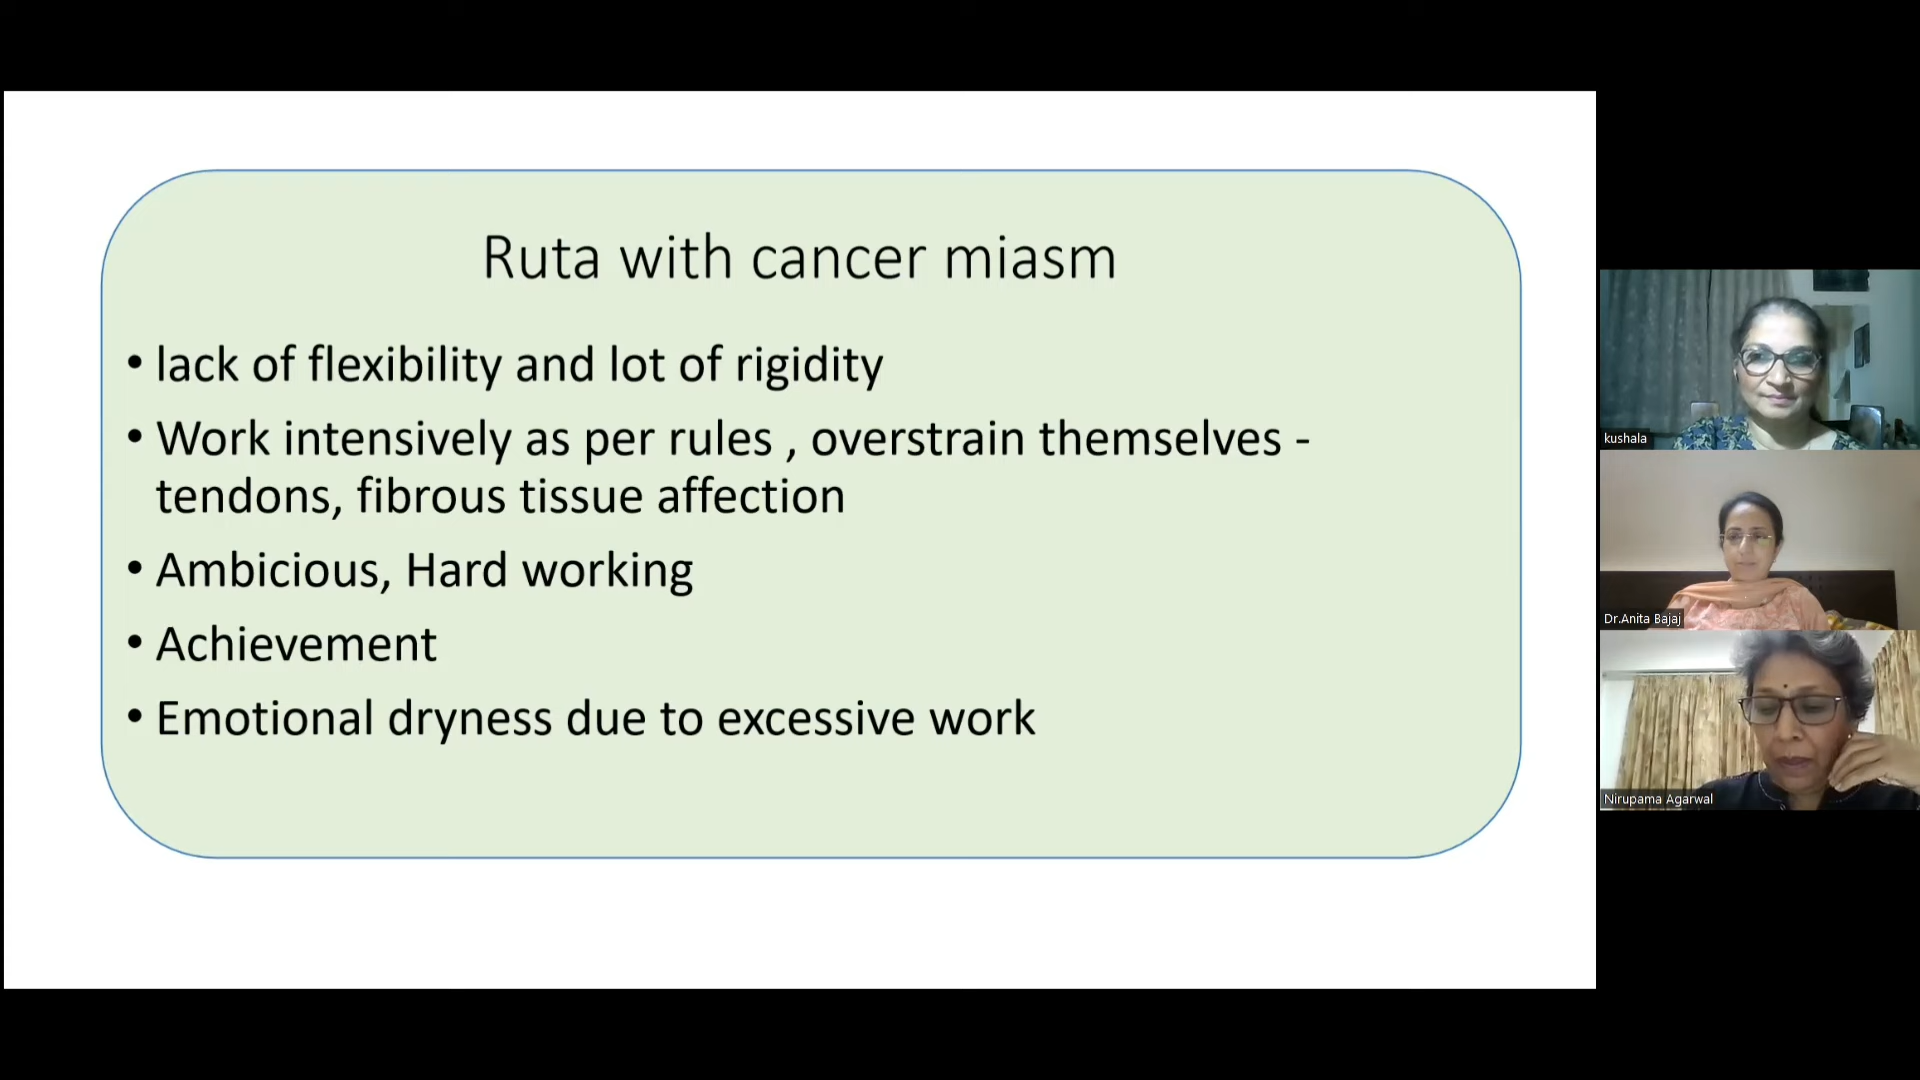 Ruta with cancer miasm
• lack of flexibility and lot of rigidity
• Work intensively as per rules , overstrain themselves -
tendons, fibrous tissue affection
• Ambicious, Hard working
• Achievement
• Emotional dryness due to excessive work
kushala
Dr.Anita Bajaj
Nirupama Agarwal